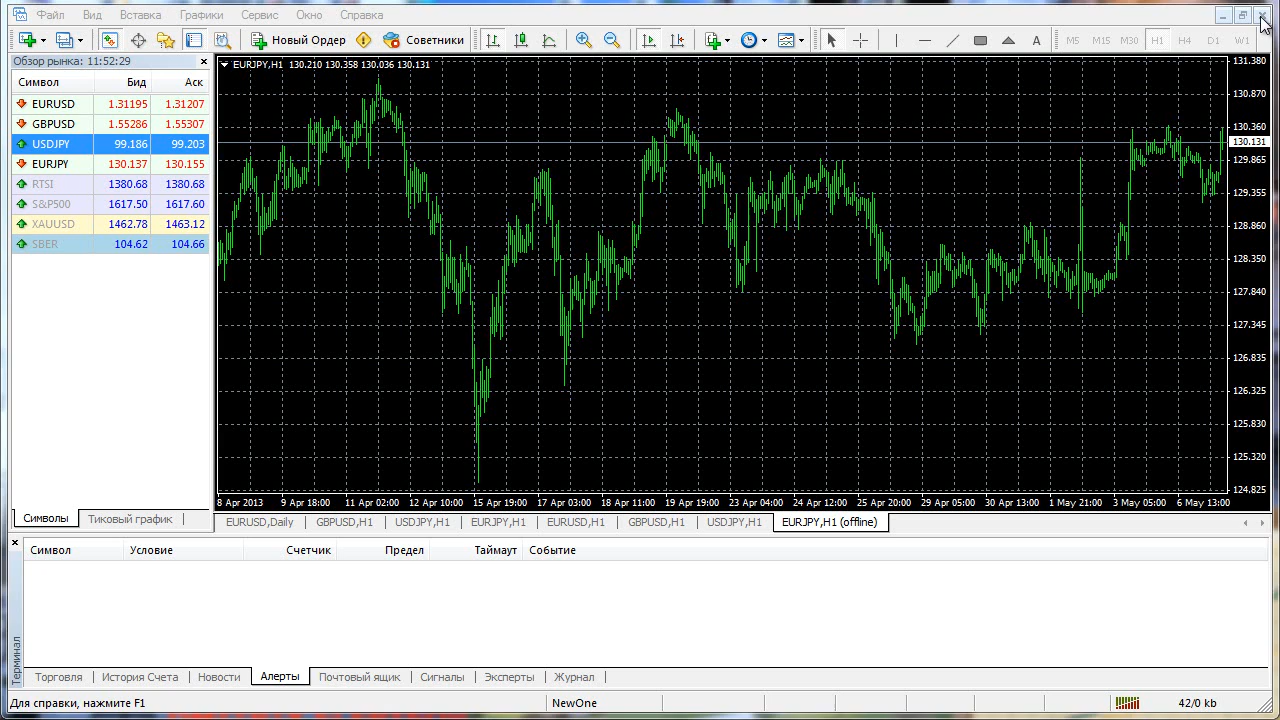 Файл Вид Вставка Графики Сервис Окно Справка
Новый Ордер Советники A M5 M15 M30 H1 H4 D1 W1
Обзор рынка: 11:52:29
Символ Бид Аск
EURUSD 1.31195 1.31207
GBPUSD 1.55286 1.55307
USDJPY 99.186 99.203
EURJPY 130.137 130.155
RTSI 1380.68 1380.68
S&P500 1617.50 1617.60
XAUUSD 1462.78 1463.12
SBER 104.62 104.66
Символы Тиковый график
EURJPY,H1 130.210 130.358 130.036 130.131
131.380
130.870
130.360
130.131
129.865
129.355
128.860
128.350
127.840
127.345
126.835
126.325
125.830
125.320
124.825
8 Apr 2013 9 Apr 18:00 11 Apr 02:00 12 Apr 10:00 15 Apr 19:00 17 Apr 03:00 18 Apr 11:00 19 Apr 19:00 23 Apr 04:00 24 Apr 12:00 25 Apr 20:00 29 Apr 05:00 30 Apr 13:00 1 May 21:00 3 May 05:00 6 May 13:00
EURUSD,Daily GBPUSD,H1 USDJPY,H1 EURJPY,H1 EURUSD,H1 GBPUSD,H1 USDJPY,H1 EURJPY,H1 (offline)
Символ Условие Счетчик Предел Таймаут Событие
Терминал
Торговля История Счета Новости Алерты Почтовый ящик Сигналы Эксперты Журнал
Для справки, нажмите F1 NewOne 42/0 kb